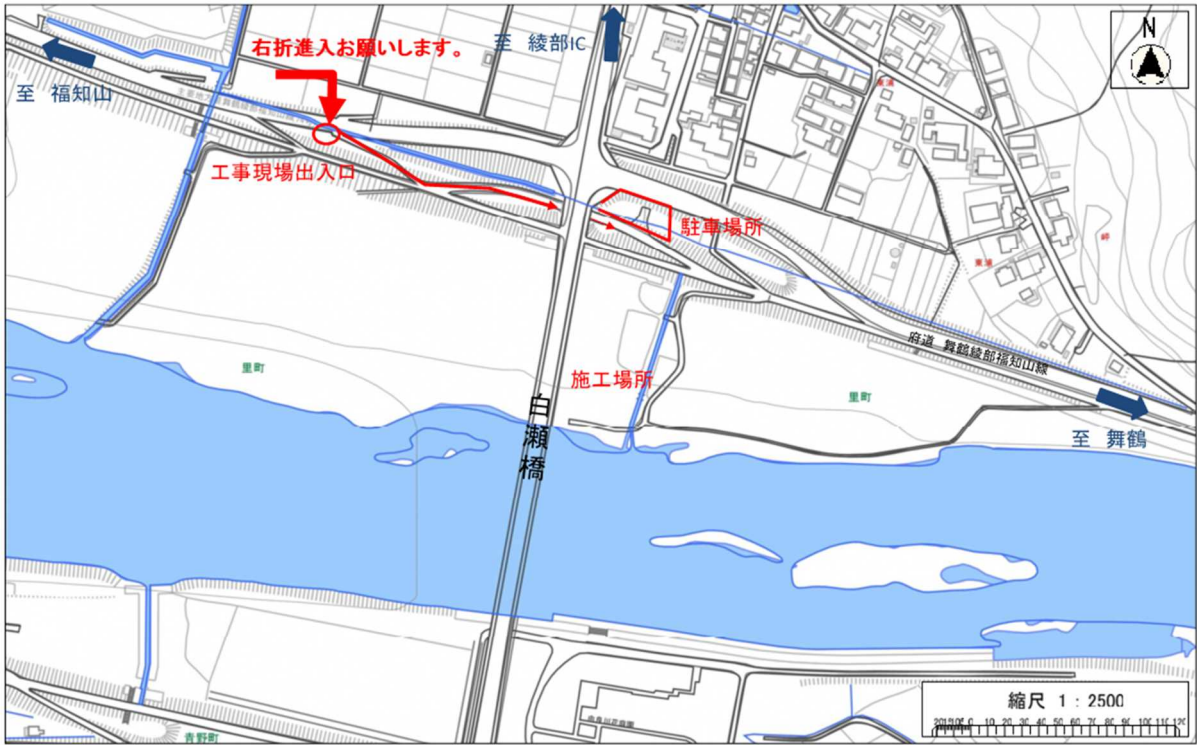 N
右折進入お願いします。
至 綾部IC
至 福知山
工事現場出入口
駐車場所
府道 舞鶴綾部福知山線
里町
施工場所
里町
白瀬橋
至 舞鶴
縮尺 1：2500
青野町